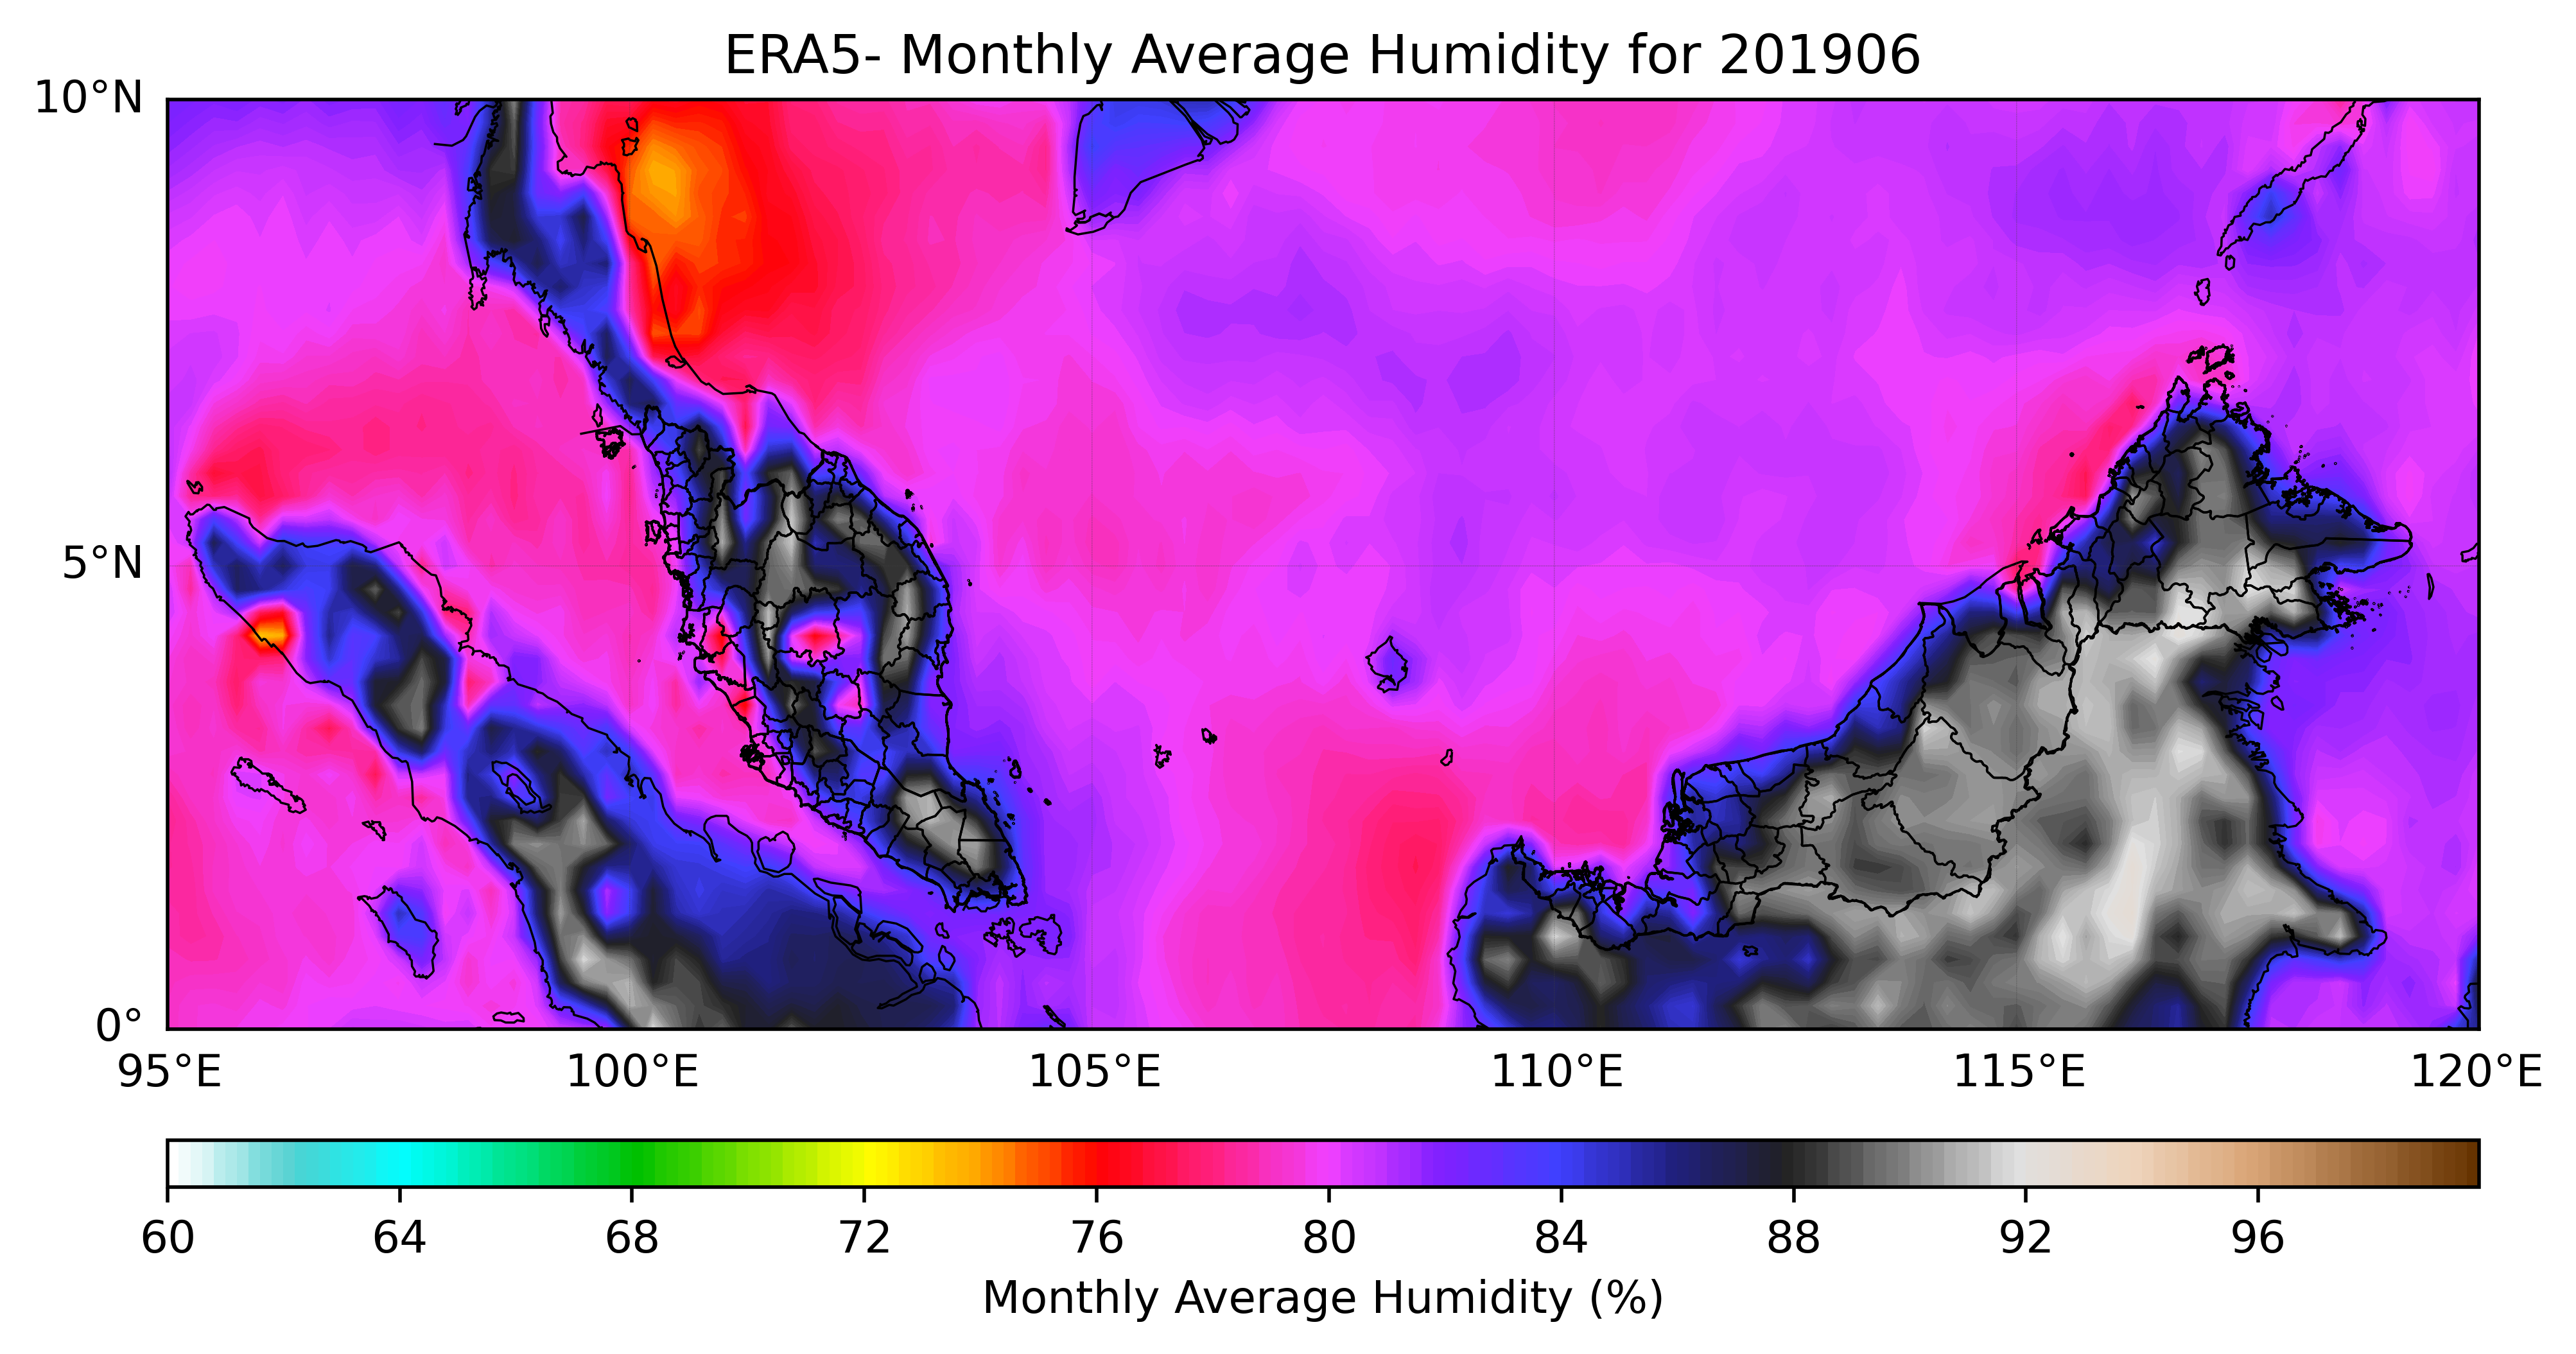 ERA5- Monthly Average Humidity for 201906
10°N
5°N
0°
95°E 100°E 105°E 110°E 115°E 120°E
60 64 68 72 76 80 84 88 92 96
Monthly Average Humidity (%)